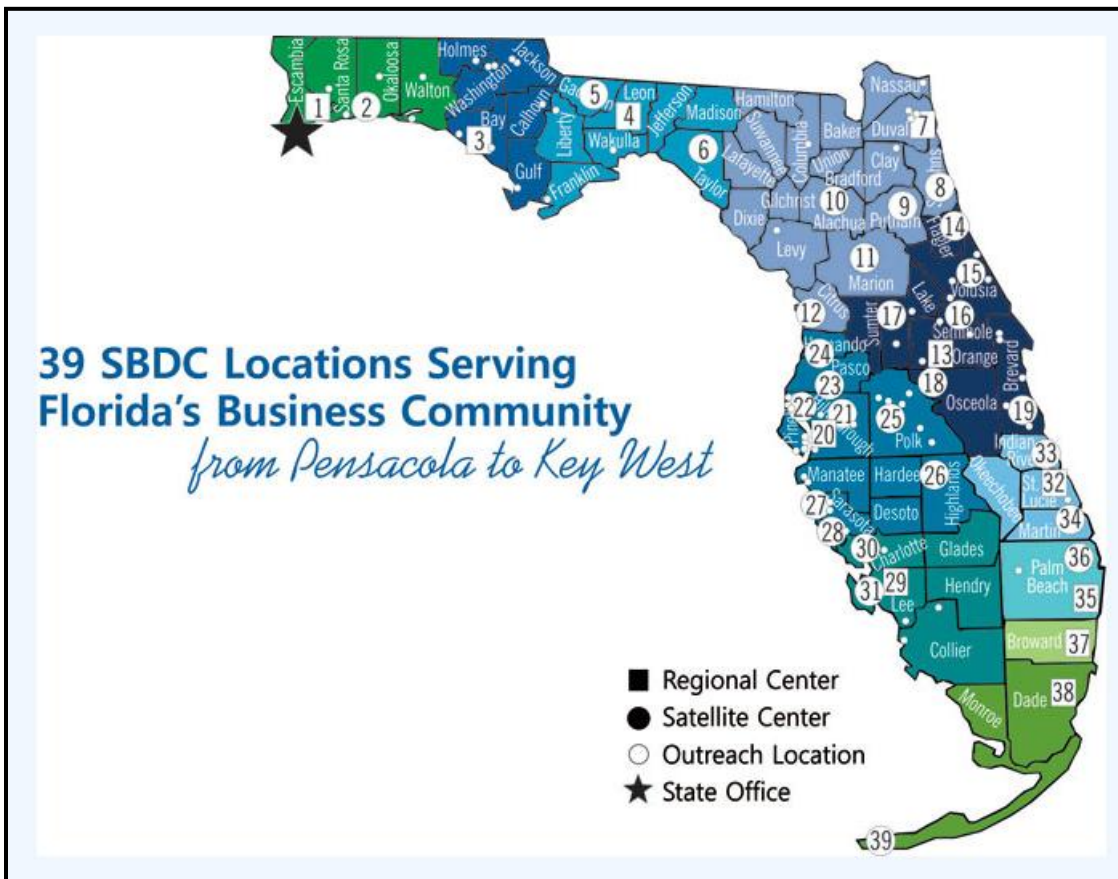 Escambia
Santa Rosa
Okaloosa
Walton
Holmes
Washington
Jackson
Bay
Calhoun
Gulf
Liberty
Franklin
Leon
Wakulla
Jefferson
Madison
Taylor
Hamilton
Suwannee
Lafayette
Columbia
Baker
Union
Bradford
Nassau
Duval
Clay
Dixie
Gilchrist
Alachua
Putnam
Flagler
Levy
Marion
Citrus
Sumter
Lake
Volusia
Seminole
Orange
Brevard
Osceola
Pasco
Polk
Manatee
Hardee
Highlands
Sarasota
Desoto
Okeechobee
Indian
River
St.
Lucie
Martin
Charlotte
Glades
Lee
Hendry
Palm
Beach
Collier
Broward
Monroe
Dade
1
2
3
4
5
6
7
8
9
10
11
12
13
14
15
16
17
18
19
20
21
22
23
24
25
26
27
28
29
30
31
32
33
34
35
36
37
38
39
39 SBDC Locations Serving
Florida's Business Community
from Pensacola to Key West
Regional Center
Satellite Center
Outreach Location
State Office